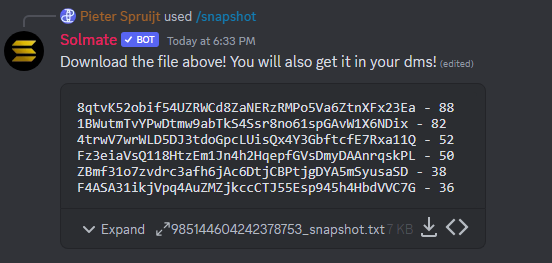 Pieter Spruijt used /snapshot
Solmate ✓ BOT Today at 6:33 PM
Download the file above! You will also get it in your dms! (edited)
8qtvK52obif54UZRWCd8ZaNERzRMPo5Va6ZtnXFx23Ea - 88
1BWutmTvYPwDtmw9abTkS4Ssr8no61spGAvW1X6NDix - 82
4trwV7wrWLD5DJ3tdoGpcLUisQx4Y3GbftcfE7Rxa11Q - 52
Fz3eiaVsQ118HtzEm1Jn4h2HqepfGVsDmyDAAnrqskPL - 50
ZBmf31o7zvdrc3afh6jAc6DtjCBPtjgDYA5mSyusaSD - 38
F4ASA31ikjVpq4AuZMZjkccCTJ55Esp945h4HbdVVC7G - 36
Expand 985144604242378753_snapshot.txt 7 KB